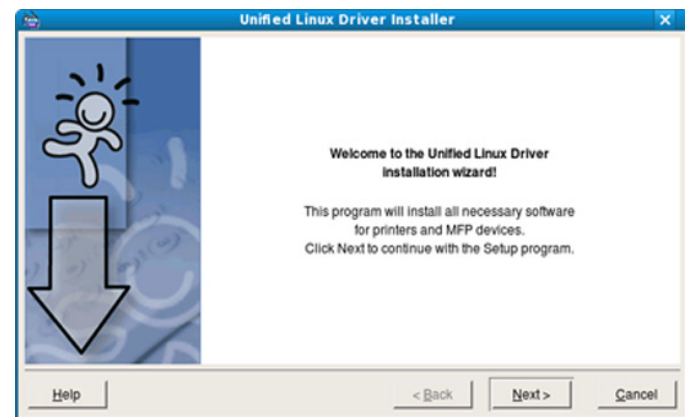 Unified Linux Driver Installer
Welcome to the Unified Linux Driver
installation wizard!
This program will install all necessary software
for printers and MFP devices.
Click Next to continue with the Setup program.
Help
< Back
Next >
Cancel